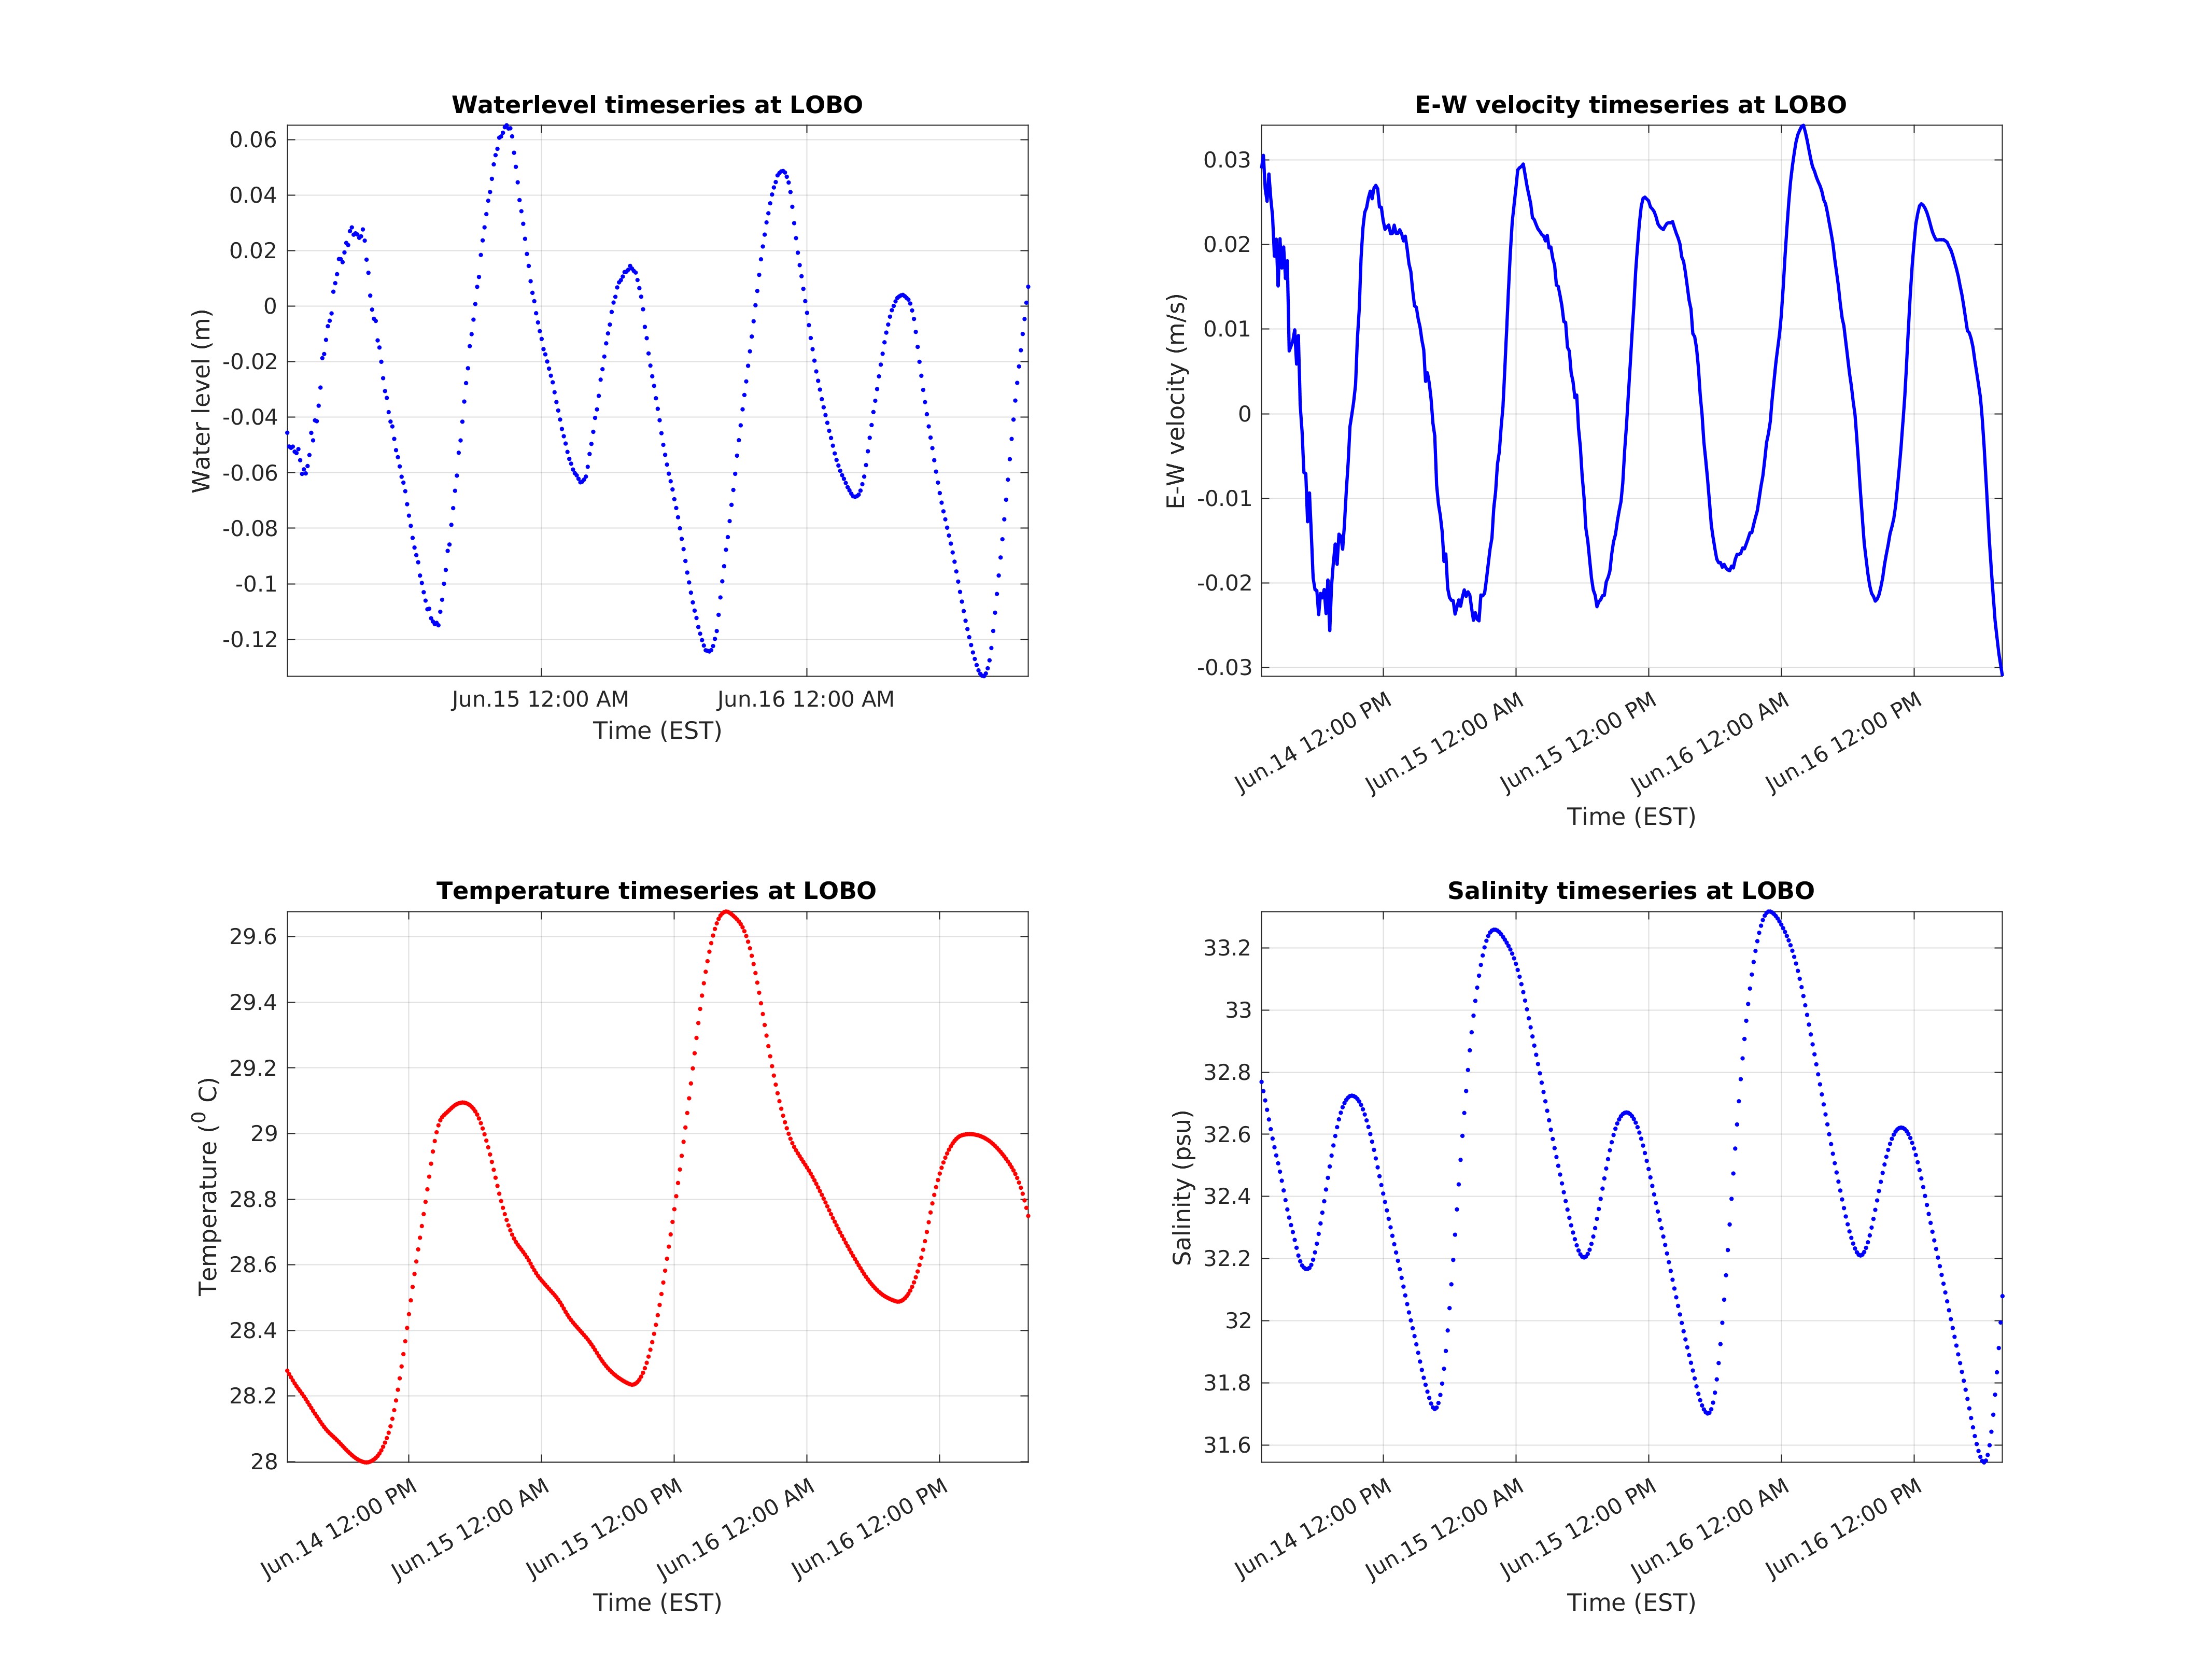 Waterlevel timeseries at LOBO
0.06
0.04
0.02
0
-0.02
-0.04
-0.06
-0.08
-0.1
-0.12
Water level (m)
Jun.15 12:00 AM
Jun.16 12:00 AM
Time (EST)
E-W velocity timeseries at LOBO
0.03
0.02
0.01
0
-0.01
-0.02
-0.03
E-W velocity (m/s)
Jun.14 12:00 PM
Jun.15 12:00 AM
Jun.15 12:00 PM
Jun.16 12:00 AM
Jun.16 12:00 PM
Time (EST)
Temperature timeseries at LOBO
29.6
29.4
29.2
29
28.8
28.6
28.4
28.2
28
Temperature (⁰ C)
Jun.14 12:00 PM
Jun.15 12:00 AM
Jun.15 12:00 PM
Jun.16 12:00 AM
Jun.16 12:00 PM
Time (EST)
Salinity timeseries at LOBO
33.2
33
32.8
32.6
32.4
32.2
32
31.8
31.6
Salinity (psu)
Jun.14 12:00 PM
Jun.15 12:00 AM
Jun.15 12:00 PM
Jun.16 12:00 AM
Jun.16 12:00 PM
Time (EST)